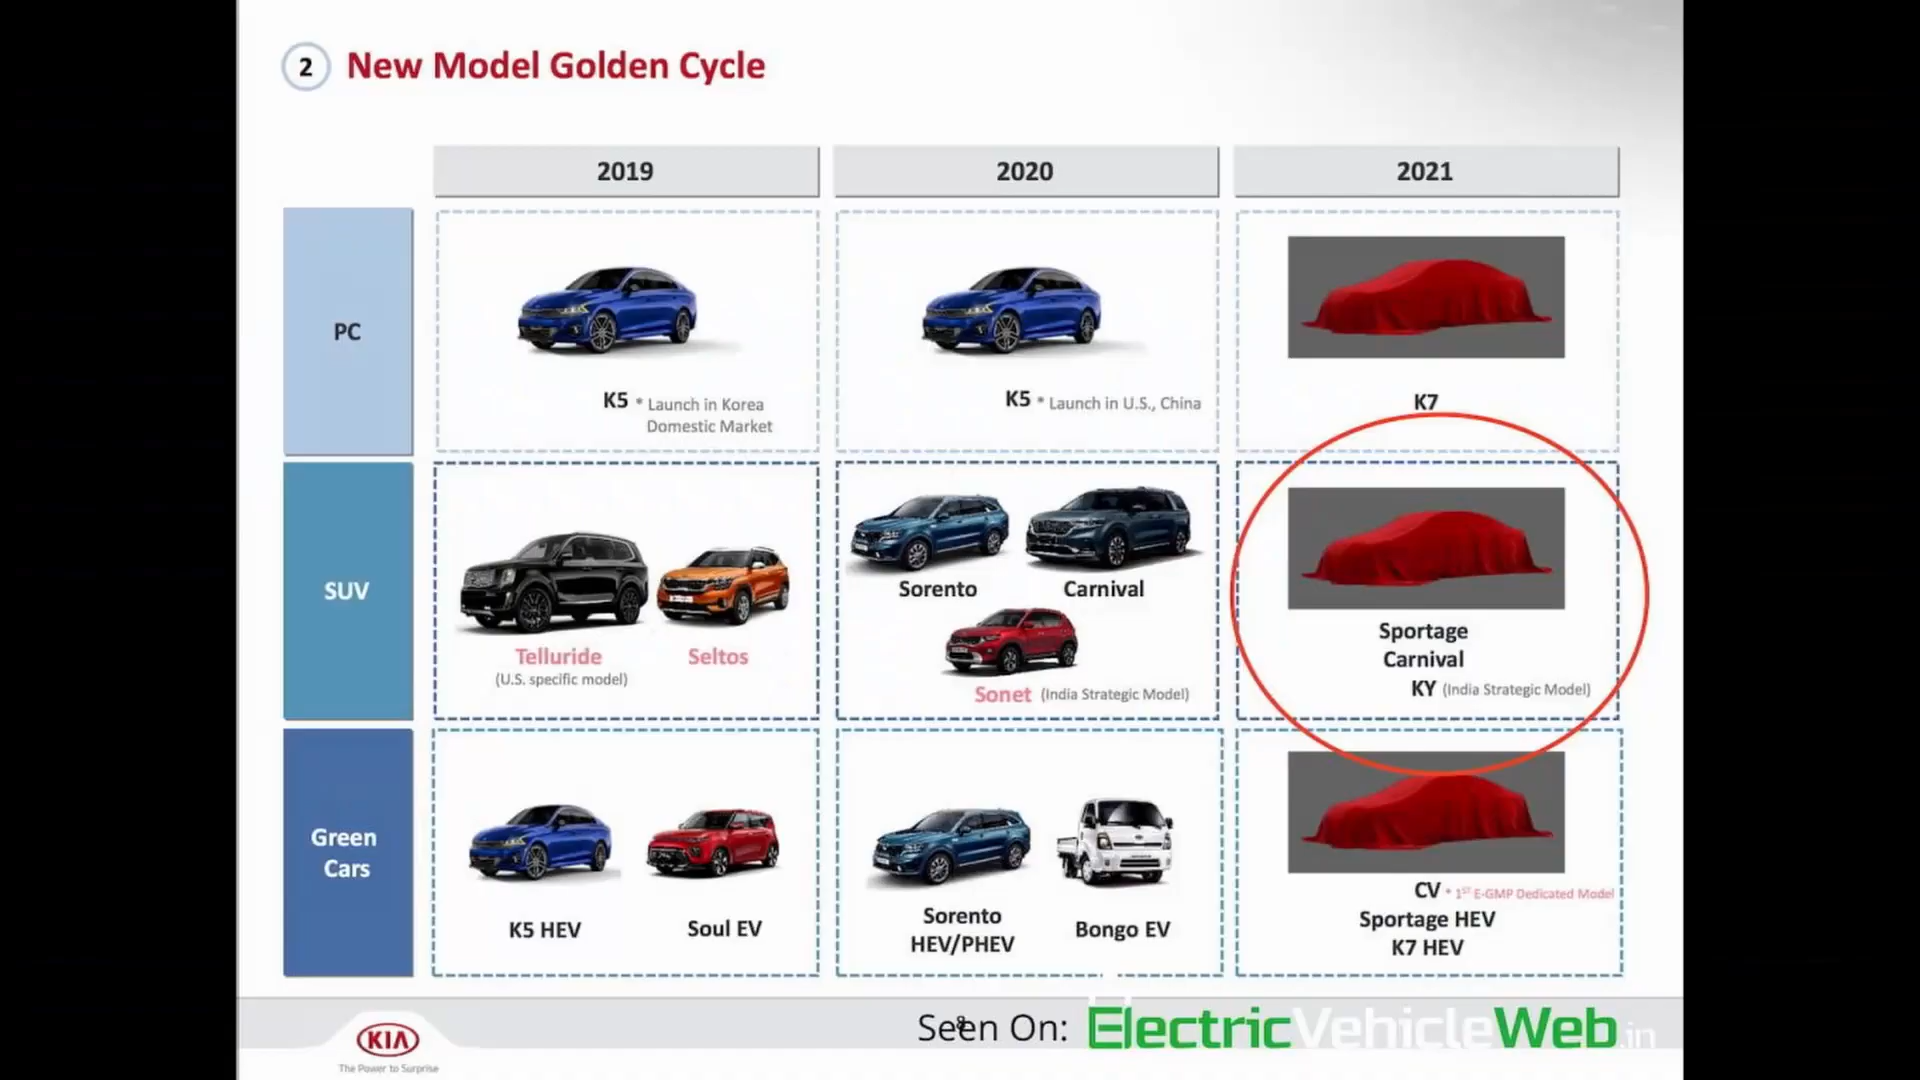 2 New Model Golden Cycle
2019 2020 2021
PC
K5 * Launch in Korea
Domestic Market
K5 * Launch in U.S., China
K7
SUV
Telluride
(U.S. specific model)
Seltos
Sorento
Carnival
Sonet (India Strategic Model)
Sportage
Carnival
KY (India Strategic Model)
Green
Cars
K5 HEV
Soul EV
Sorento
HEV/PHEV
Bongo EV
CV * 1ST E-GMP Dedicated Model
Sportage HEV
K7 HEV
KIA
The Power to Surprise
8
Seen On: ElectricVehicleWeb.in